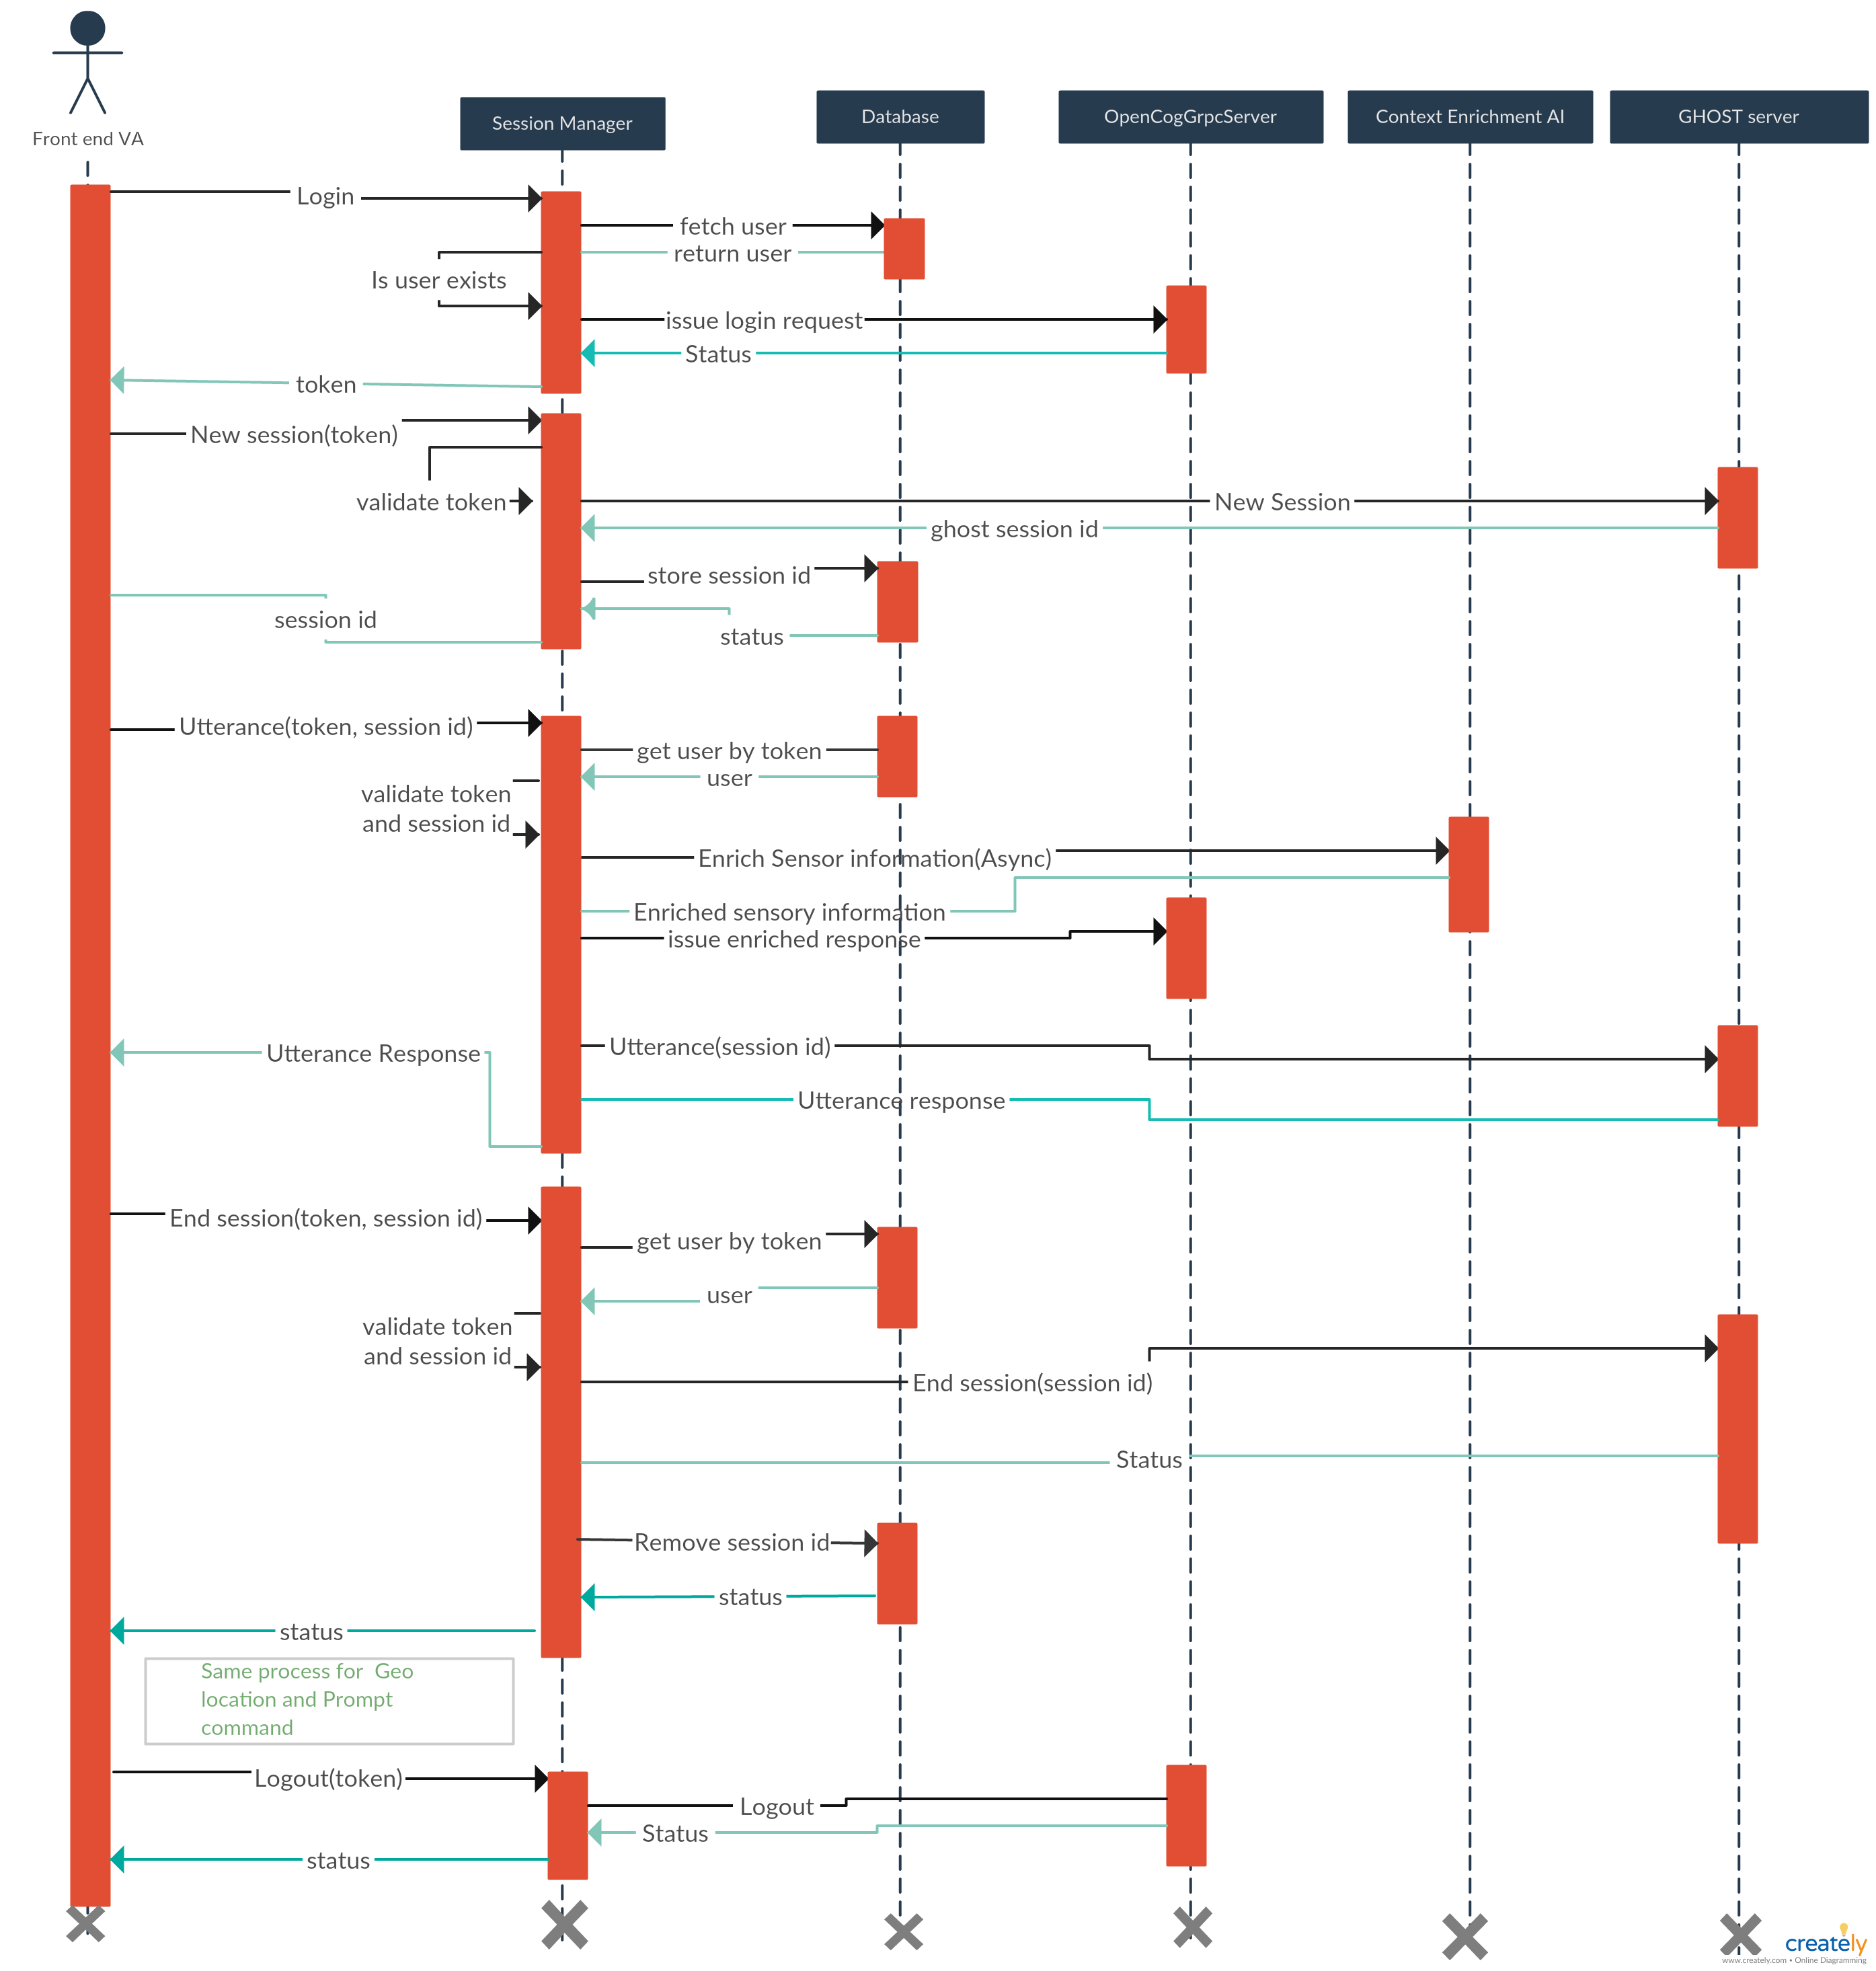 Front end VA
Session Manager
Database
OpenCogGrpcServer
Context Enrichment AI
GHOST server
Login
fetch user
return user
Is user exists
issue login request
Status
token
New session(token)
validate token
New Session
ghost session id
store session id
session id
status
Utterance(token, session id)
get user by token
user
validate token
and session id
Enrich Sensor information(Async)
Enriched sensory information
issue enriched response
Utterance(session id)
Utterance Response
Utterance response
End session(token, session id)
get user by token
user
validate token
and session id
End session(session id)
Status
Remove session id
status
status
Same process for  Geo
location and Prompt
command
Logout(token)
Logout
Status
status
creately
www.creately.com • Online Diagramming